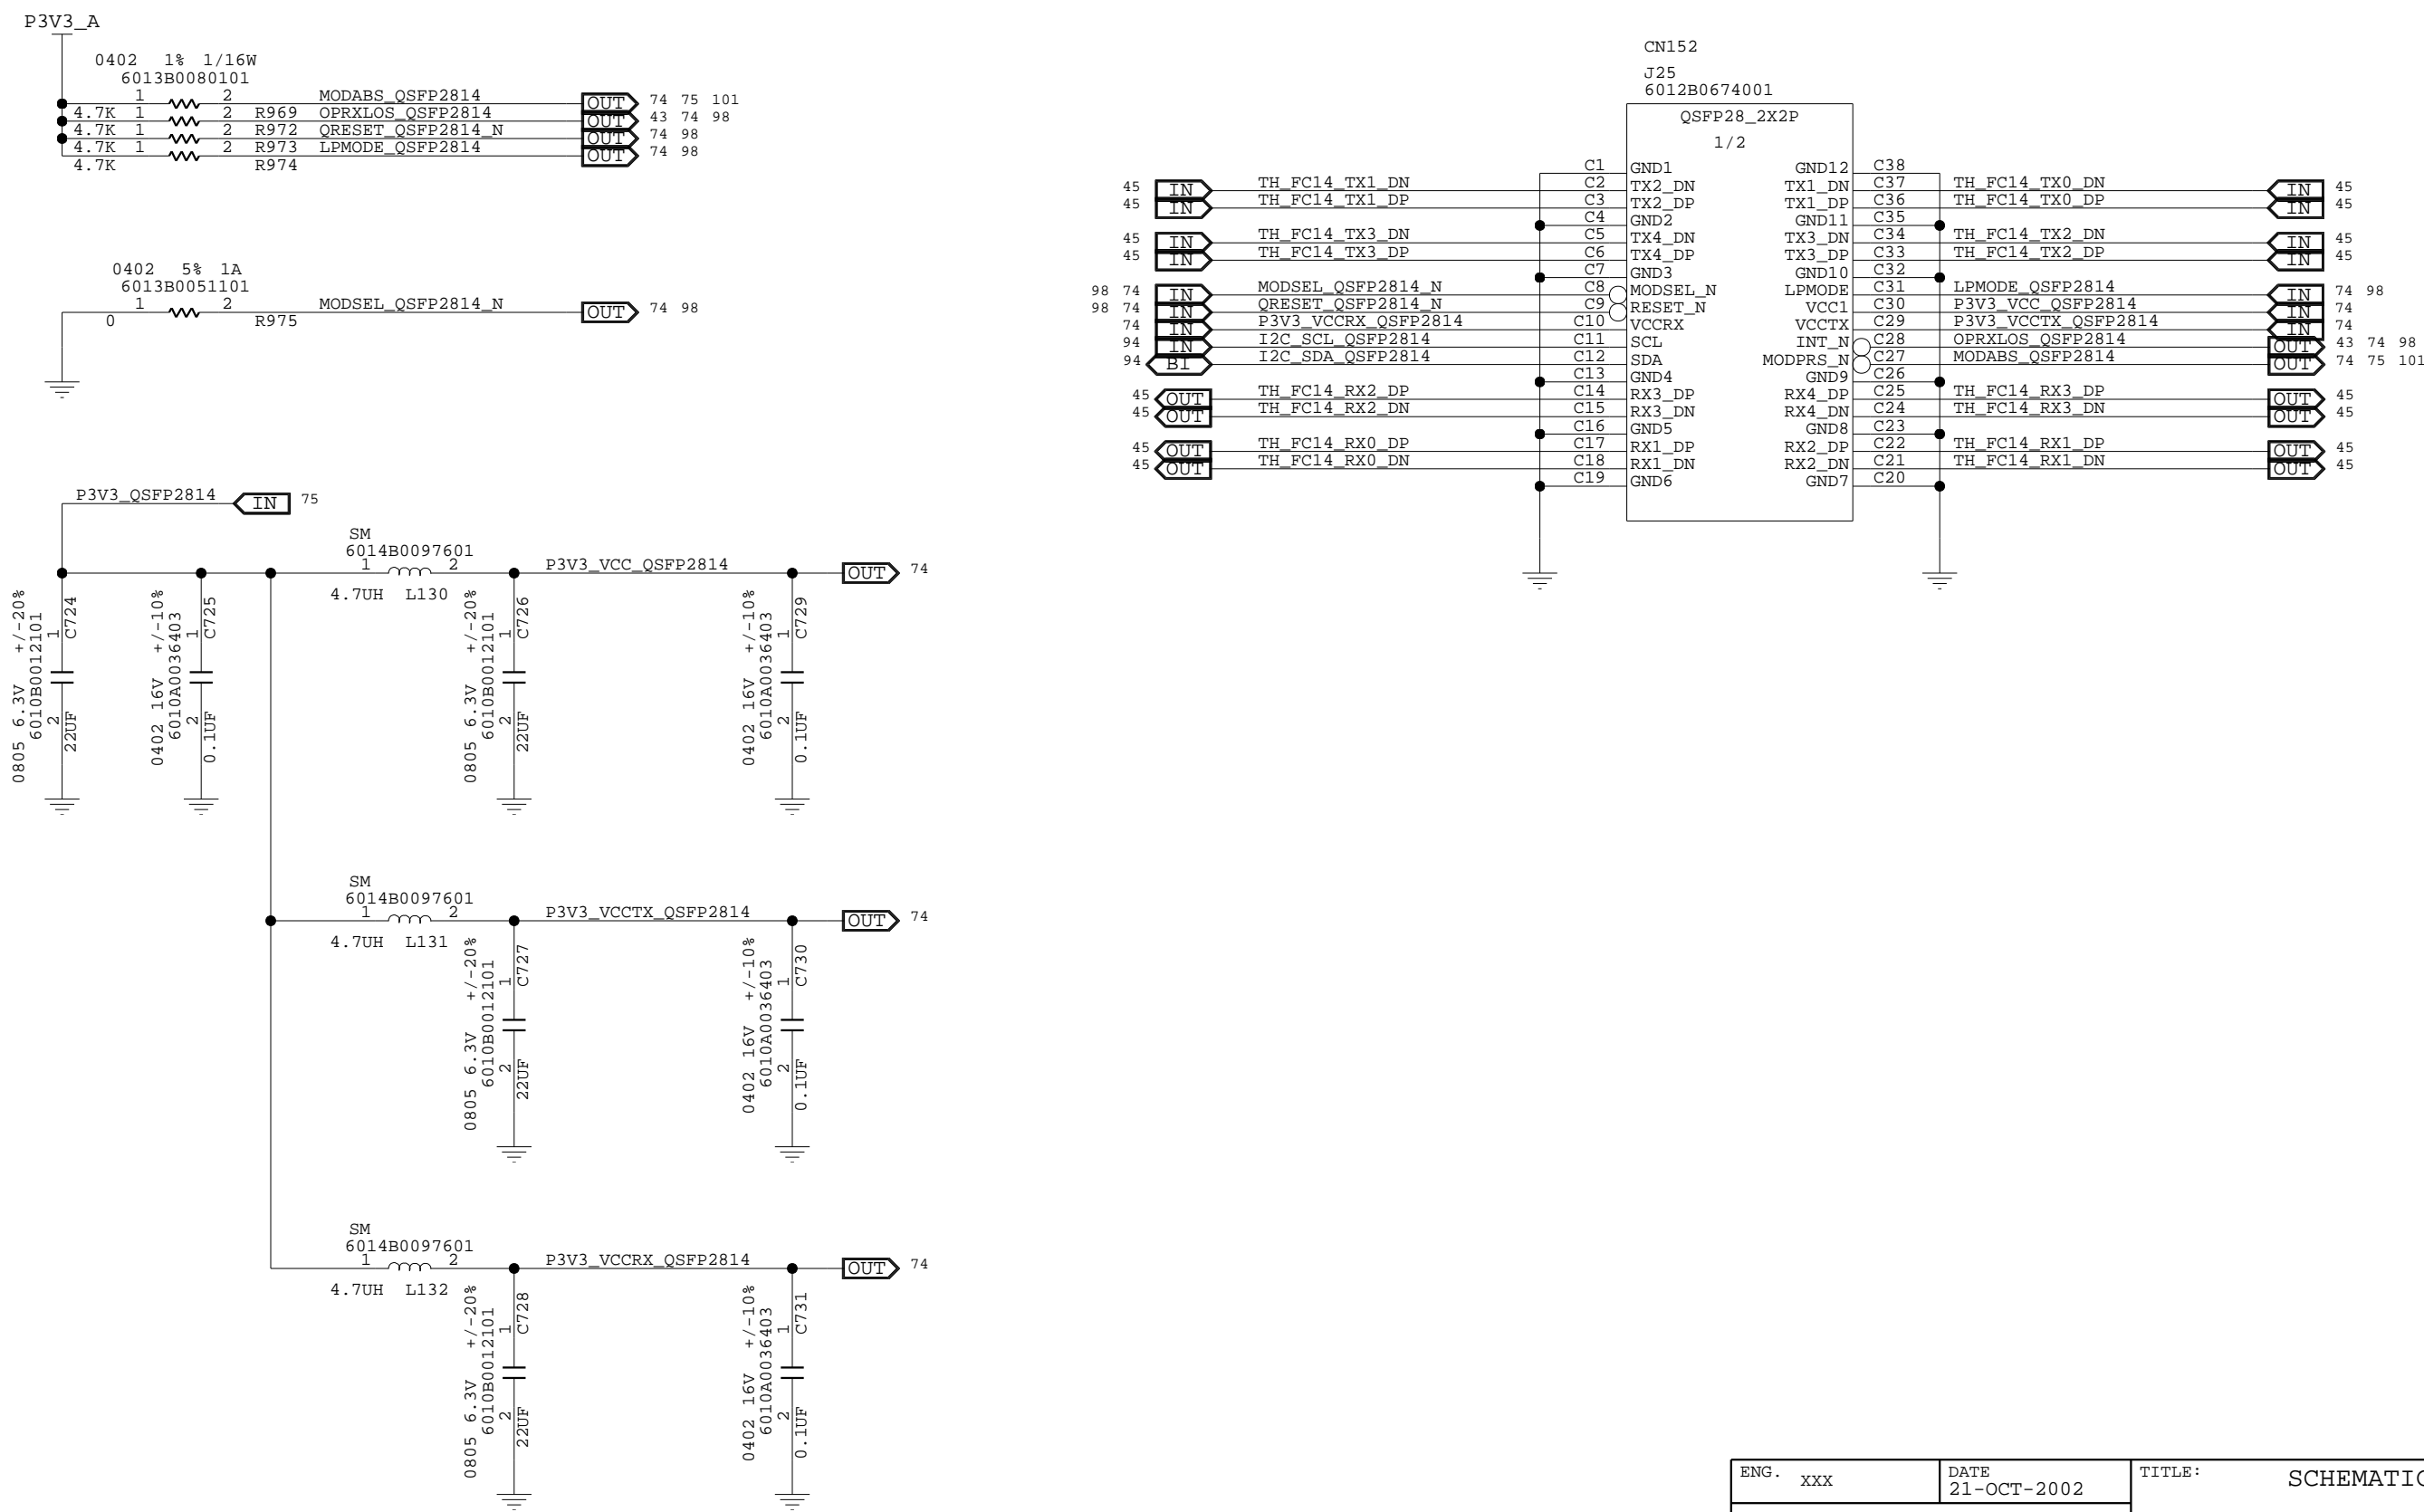 P3V3_A
0402 1% 1/16W
6013B0080101
1 2 MODABS_QSFP2814 OUT 74 75 101
4.7K 1 2 R969 OPRXLOS_QSFP2814 OUT 43 74 98
4.7K 1 2 R972 QRESET_QSFP2814_N OUT 74 98
4.7K 1 2 R973 LPMODE_QSFP2814 OUT 74 98
4.7K R974
0402 5% 1A
6013B0051101
1 2 MODSEL_QSFP2814_N OUT 74 98
0 R975
P3V3_QSFP2814 IN 75
SM
6014B0097601
1 2 P3V3_VCC_QSFP2814 OUT 74
4.7UH L130
0805 6.3V +/-20%
6010B0012101
1 2
C724
22UF
0402 16V +/-10%
6010A0036403
1 2
C725
0.1UF
0805 6.3V +/-20%
6010B0012101
1 2
C726
22UF
0402 16V +/-10%
6010A0036403
1 2
C729
0.1UF
SM
6014B0097601
1 2 P3V3_VCCTX_QSFP2814 OUT 74
4.7UH L131
0805 6.3V +/-20%
6010B0012101
1 2
C727
22UF
0402 16V +/-10%
6010A0036403
1 2
C730
0.1UF
SM
6014B0097601
1 2 P3V3_VCCRX_QSFP2814 OUT 74
4.7UH L132
0805 6.3V +/-20%
6010B0012101
1 2
C728
22UF
0402 16V +/-10%
6010A0036403
1 2
C731
0.1UF
CN152
J25
6012B0674001
QSFP28_2X2P
1/2
C1 GND1 GND12 C38
45 IN TH_FC14_TX1_DN C2 TX2_DN TX1_DN C37 TH_FC14_TX0_DN IN 45
45 IN TH_FC14_TX1_DP C3 TX2_DP TX1_DP C36 TH_FC14_TX0_DP IN 45
C4 GND2 GND11 C35
45 IN TH_FC14_TX3_DN C5 TX4_DN TX3_DN C34 TH_FC14_TX2_DN IN 45
45 IN TH_FC14_TX3_DP C6 TX4_DP TX3_DP C33 TH_FC14_TX2_DP IN 45
C7 GND3 GND10 C32
98 74 IN MODSEL_QSFP2814_N C8 MODSEL_N LPMODE C31 LPMODE_QSFP2814 IN 74 98
98 74 IN QRESET_QSFP2814_N C9 RESET_N VCC1 C30 P3V3_VCC_QSFP2814 IN 74
74 IN P3V3_VCCRX_QSFP2814 C10 VCCRX VCCTX C29 P3V3_VCCTX_QSFP2814 IN 74
94 IN I2C_SCL_QSFP2814 C11 SCL INT_N C28 OPRXLOS_QSFP2814 OUT 43 74 98
94 BI I2C_SDA_QSFP2814 C12 SDA MODPRS_N C27 MODABS_QSFP2814 OUT 74 75 101
C13 GND4 GND9 C26
45 OUT TH_FC14_RX2_DP C14 RX3_DP RX4_DP C25 TH_FC14_RX3_DP OUT 45
45 OUT TH_FC14_RX2_DN C15 RX3_DN RX4_DN C24 TH_FC14_RX3_DN OUT 45
C16 GND5 GND8 C23
45 OUT TH_FC14_RX0_DP C17 RX1_DP RX2_DP C22 TH_FC14_RX1_DP OUT 45
45 OUT TH_FC14_RX0_DN C18 RX1_DN RX2_DN C21 TH_FC14_RX1_DN OUT 45
C19 GND6 GND7 C20
ENG. XXX DATE 21-OCT-2002 TITLE: SCHEMATIC